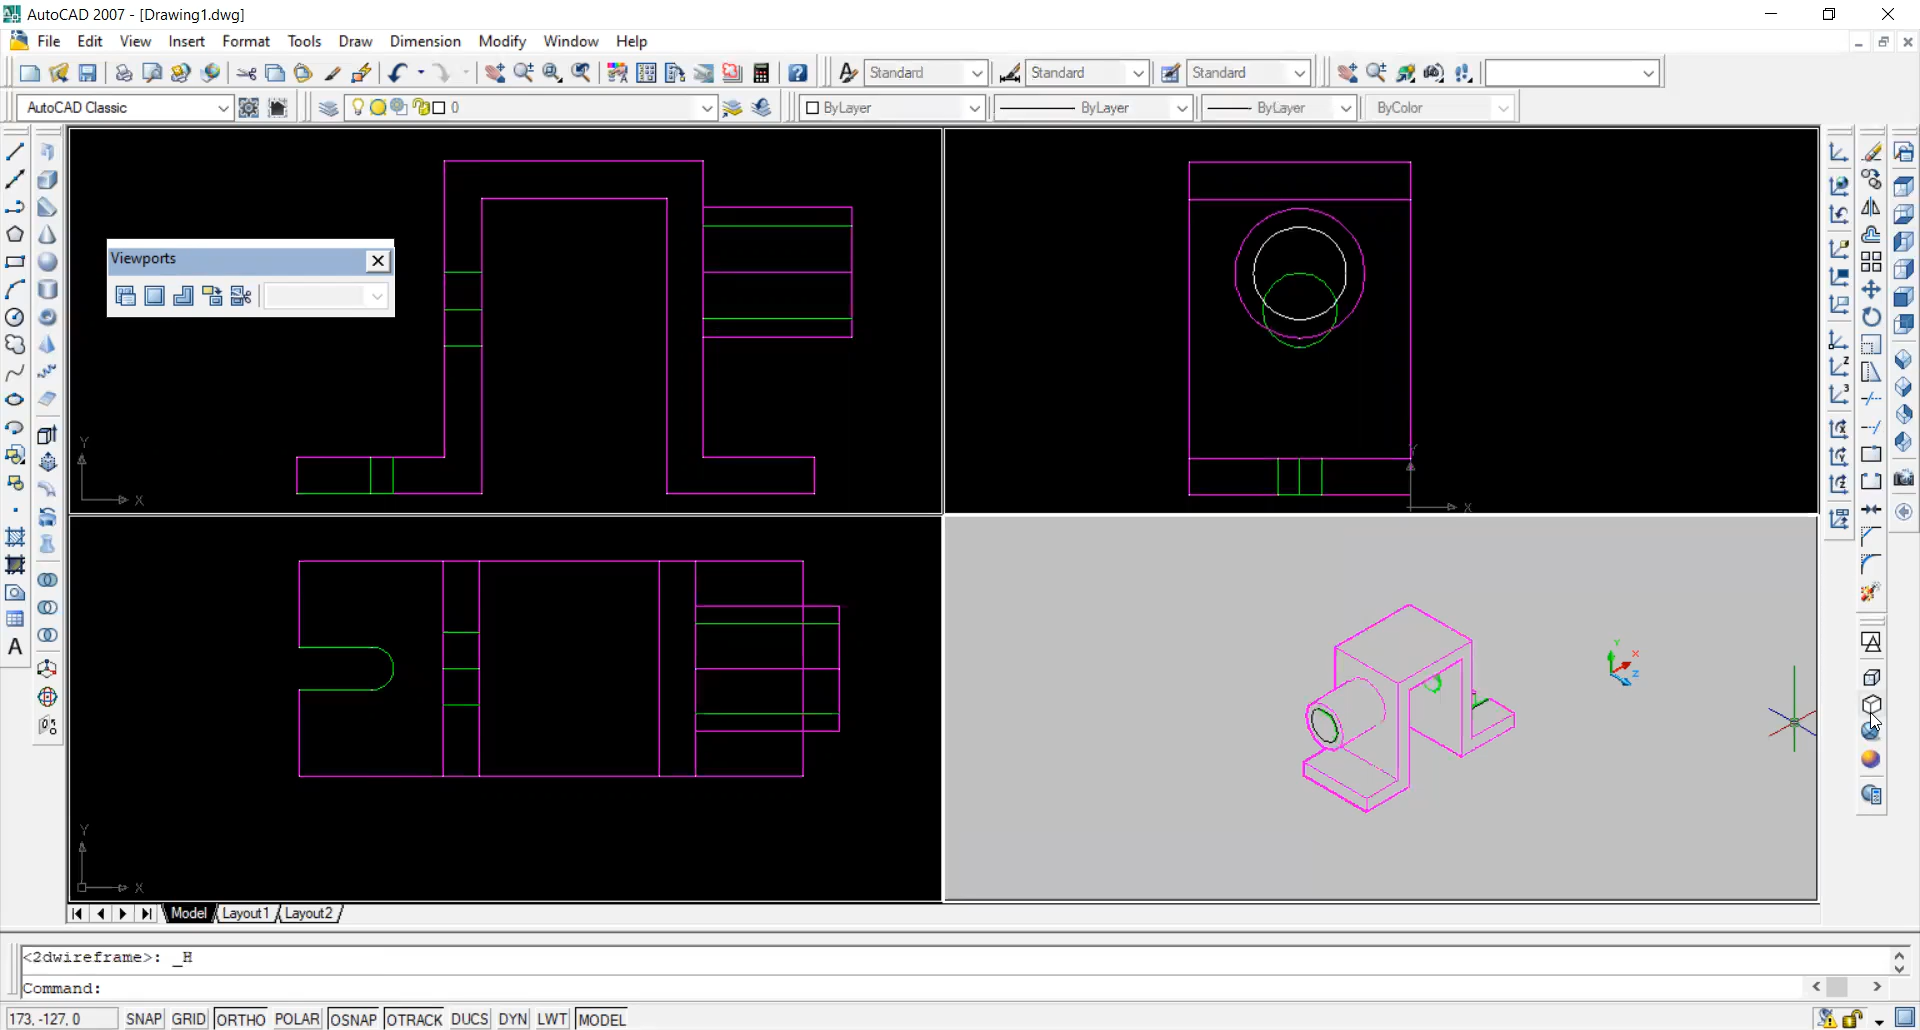 AutoCAD 2007 - [Drawing1.dwg]
File Edit View Insert Format Tools Draw Dimension Modify Window Help
Standard Standard Standard
AutoCAD Classic 0 ByLayer ByLayer ByLayer ByColor
Viewports
Y
X
Y
X
Y
X
Z
Y
X
Model Layout1 Layout2
<2dwireframe>: _H
Command:
173, -127, 0 SNAP GRID ORTHO POLAR OSNAP OTRACK DUCS DYN LWT MODEL